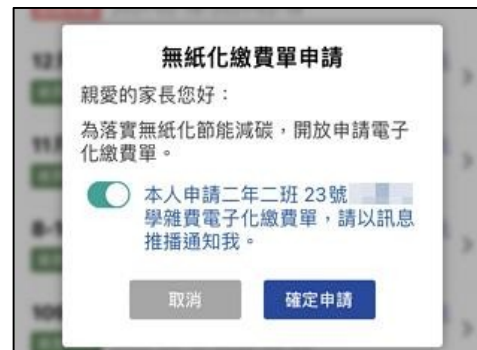 無紙化繳費單申請
親愛的家長您好：
為落實無紙化節能減碳，開放申請電子
化繳費單。
本人申請二年二班 23號
學雜費電子化繳費單，請以訊息
推播通知我。
取消
確定申請